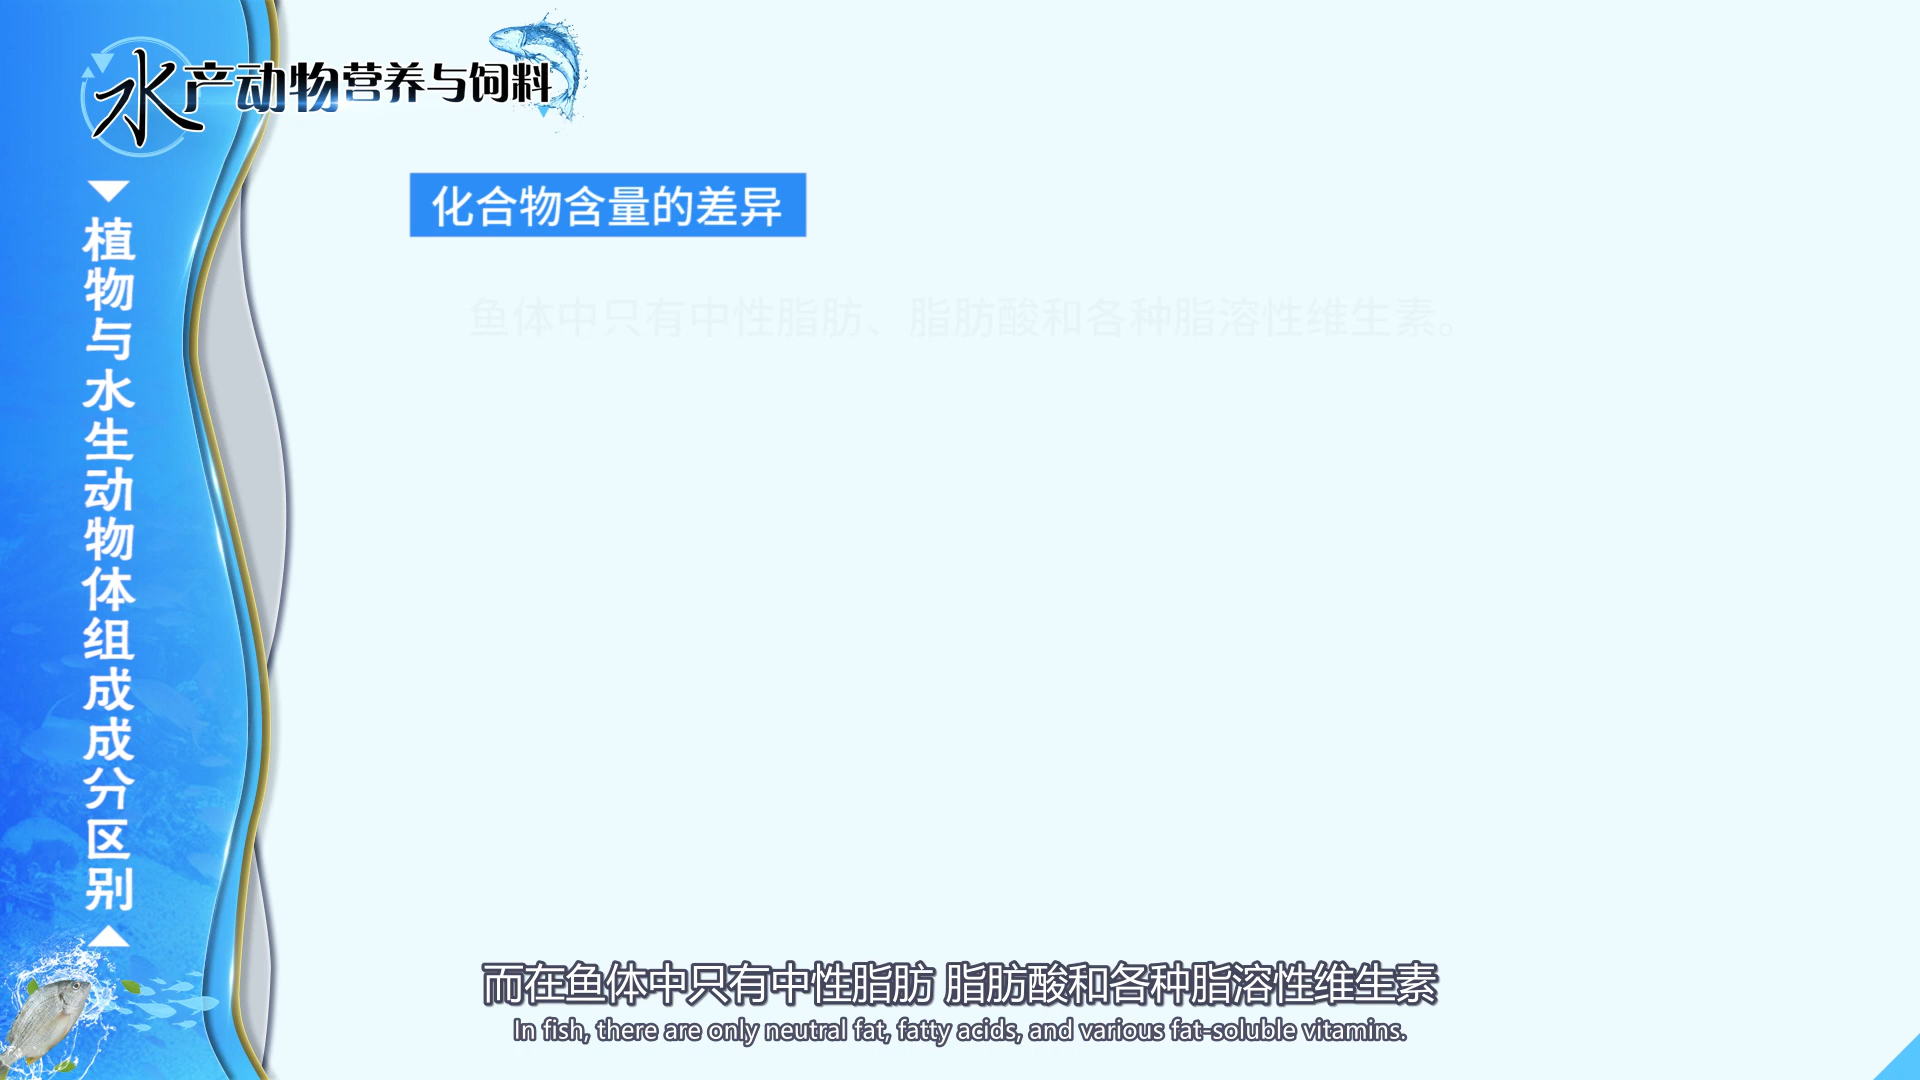 水产动物营养与饲料
植物与水生动物体组成成分区别
化合物含量的差异
鱼体中只有中性脂肪、脂肪酸和各种脂溶性维生素。
而在鱼体中只有中性脂肪 脂肪酸和各种脂溶性维生素
In fish, there are only neutral fat, fatty acids, and various fat-soluble vitamins.